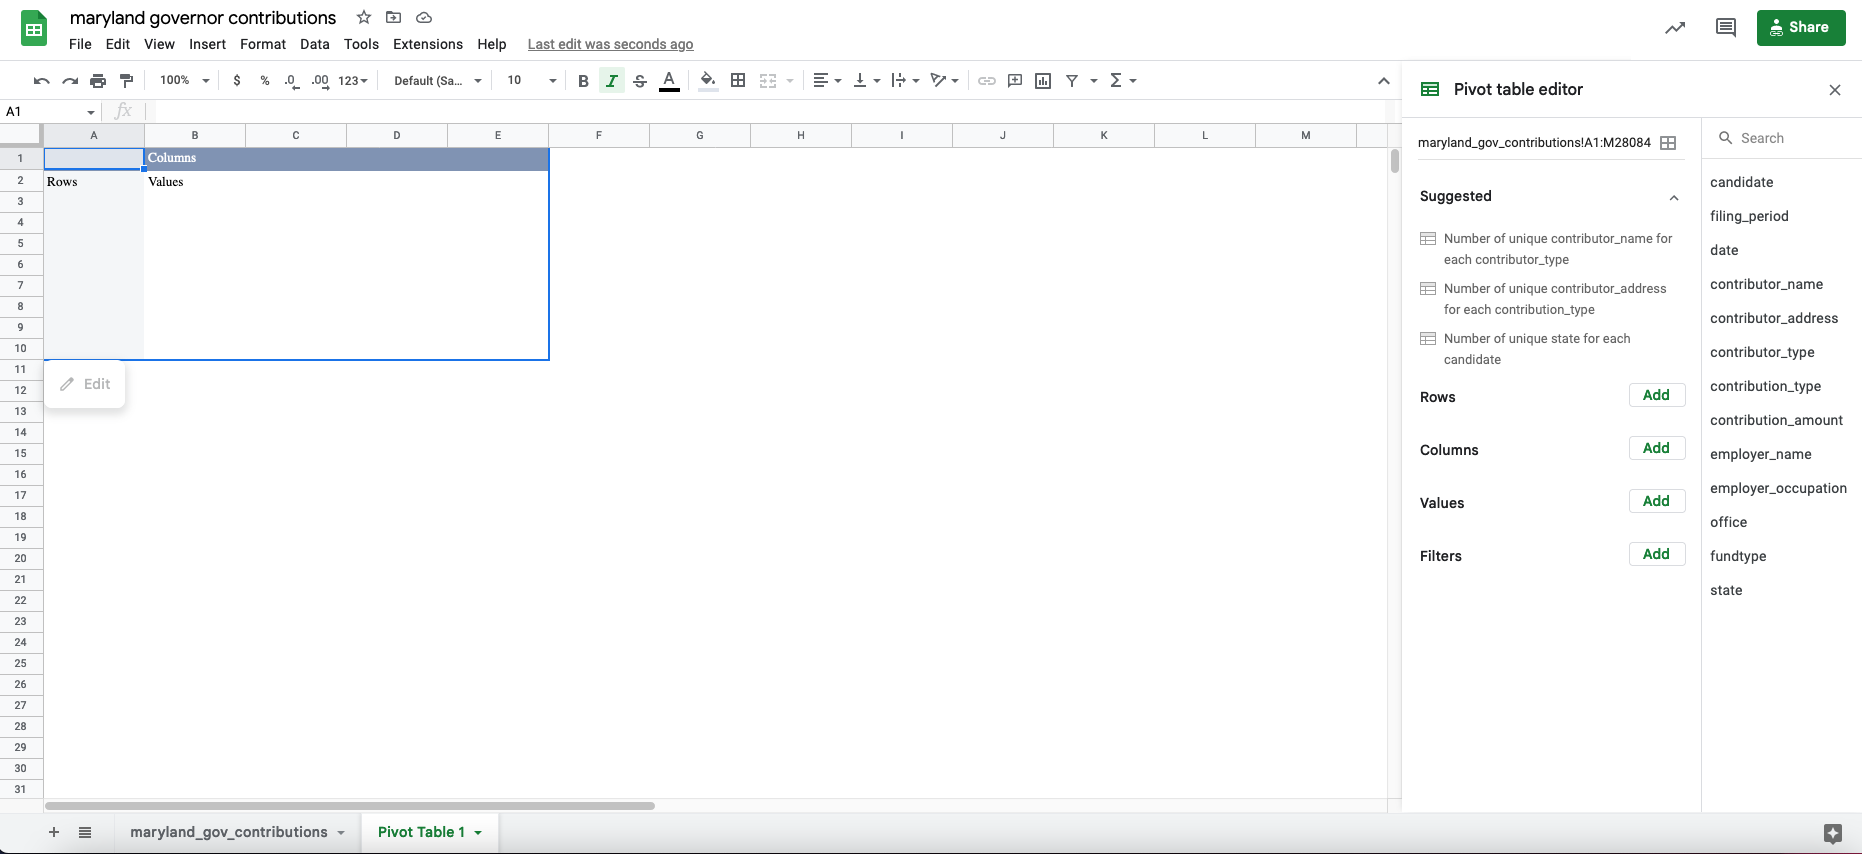 maryland governor contributions
File Edit View Insert Format Data Tools Extensions Help Last edit was seconds ago
Share
100% $ % .0 .00 123 Default (Sa... 10 B I S A Σ
Pivot table editor
A1 fx
A B C D E F G H I J K L M
1 Columns
2 Rows Values
3
4
5
6
7
8
9
10
11
12
13
14
15
16
17
18
19
20
21
22
23
24
25
26
27
28
29
30
31
Edit
maryland_gov_contributions!A1:M28084
Suggested
Number of unique contributor_name for
each contributor_type
Number of unique contributor_address
for each contribution_type
Number of unique state for each
candidate
Rows Add
Columns Add
Values Add
Filters Add
Search
candidate
filing_period
date
contributor_name
contributor_address
contributor_type
contribution_type
contribution_amount
employer_name
employer_occupation
office
fundtype
state
+ maryland_gov_contributions Pivot Table 1